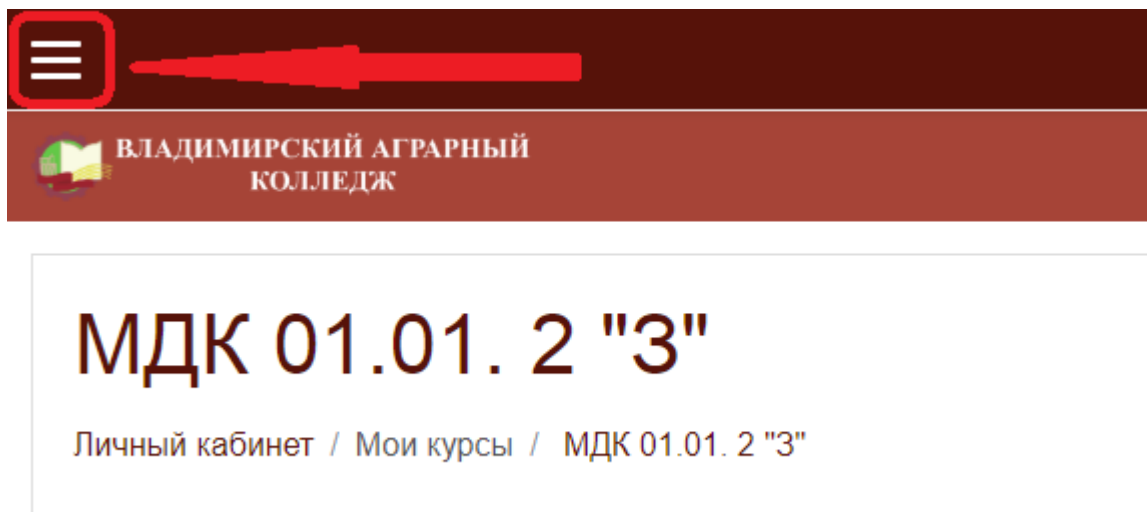 ВЛАДИМИРСКИЙ АГРАРНЫЙ
КОЛЛЕДЖ
МДК 01.01. 2 "З"
Личный кабинет / Мои курсы / МДК 01.01. 2 "З"